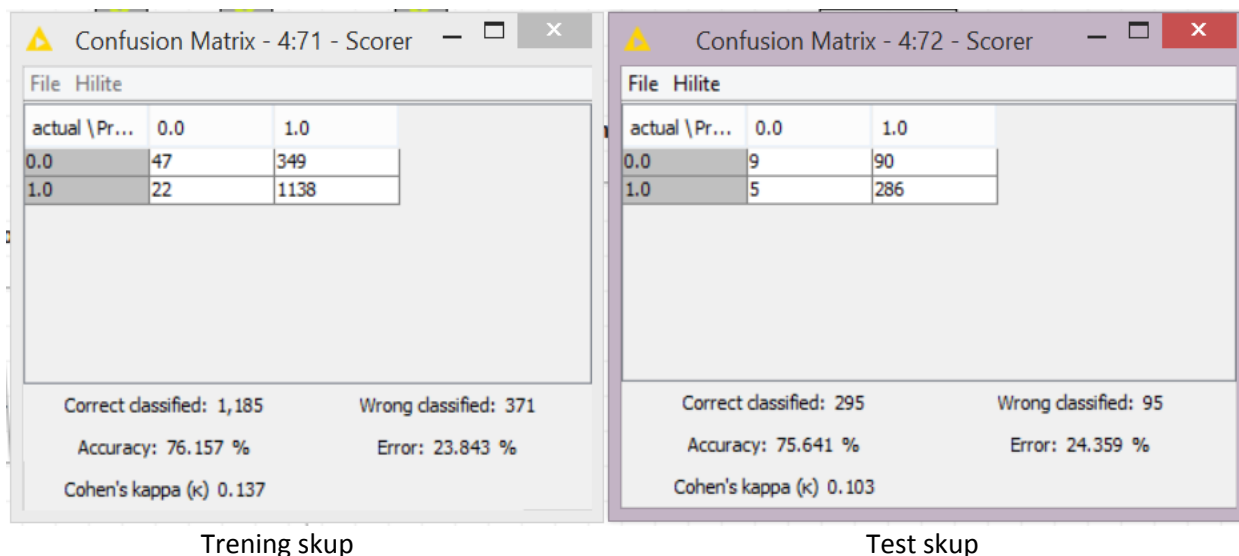 Confusion Matrix - 4:71 - Scorer
File Hilite
actual \Pr... 0.0 1.0
0.0 47 349
1.0 22 1138
Correct classified: 1,185 Wrong classified: 371
Accuracy: 76.157 % Error: 23.843 %
Cohen's kappa (κ) 0.137
Trening skup
Confusion Matrix - 4:72 - Scorer
File Hilite
actual \Pr... 0.0 1.0
0.0 9 90
1.0 5 286
Correct classified: 295 Wrong classified: 95
Accuracy: 75.641 % Error: 24.359 %
Cohen's kappa (κ) 0.103
Test skup